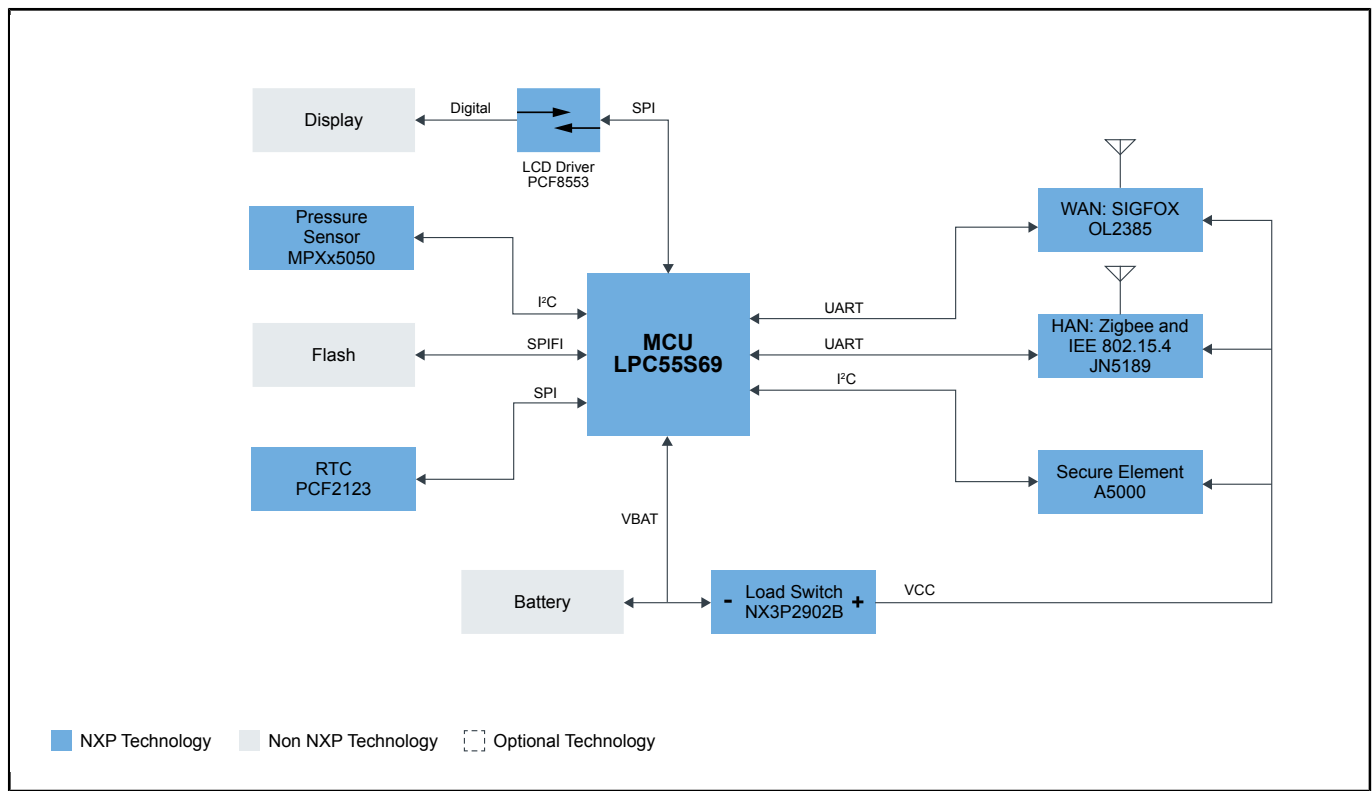 Display
Digital
SPI
LCD Driver
PCF8553
Pressure
Sensor
MPXx5050
I²C
Flash
SPIFI
SPI
RTC
PCF2123
MCU
LPC55S69
UART
UART
I²C
WAN: SIGFOX
OL2385
HAN: Zigbee and
IEE 802.15.4
JN5189
Secure Element
A5000
VBAT
Battery
- Load Switch +
NX3P2902B
VCC
NXP Technology
Non NXP Technology
Optional Technology